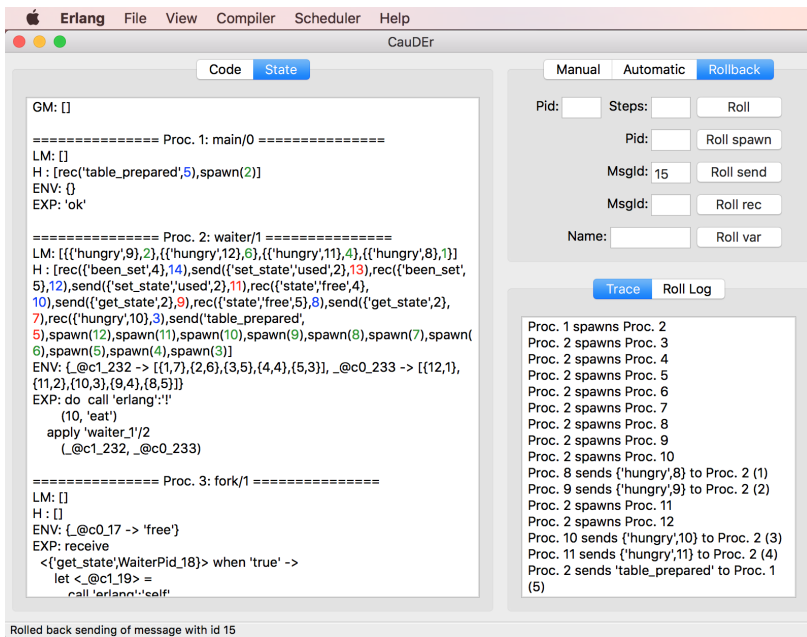 Erlang File View Compiler Scheduler Help
CauDEr
Code State
GM: []
=============== Proc. 1: main/0 ===============
LM: []
H : [rec('table_prepared',5),spawn(2)]
ENV: {}
EXP: 'ok'
=============== Proc. 2: waiter/1 ===============
LM: [{{'hungry',9},2},{{'hungry',12},6},{{'hungry',11},4},{{'hungry',8},1}]
H : [rec({'been_set',4},14),send({'set_state','used',2},13),rec({'been_set',
5},12),send({'set_state','used',2},11),rec({'state','free',4},
10),send({'get_state',2},9),rec({'state','free',5},8),send({'get_state',2},
7),rec({'hungry',10},3),send('table_prepared',
5),spawn(12),spawn(11),spawn(10),spawn(9),spawn(8),spawn(7),spawn(
6),spawn(5),spawn(4),spawn(3)]
ENV: {_@c1_232 -> [{1,7},{2,6},{3,5},{4,4},{5,3}], _@c0_233 -> [{12,1},
{11,2},{10,3},{9,4},{8,5}]}
EXP: do call 'erlang':'!'
(10, 'eat')
apply 'waiter_1'/2
(_@c1_232, _@c0_233)
=============== Proc. 3: fork/1 ===============
LM: []
H : []
ENV: {_@c0_17 -> 'free'}
EXP: receive
<{'get_state',WaiterPid_18}> when 'true' ->
let <_@c1_19> =
call 'erlang':'self'
Manual Automatic Rollback
Pid: Steps: Roll
Pid: Roll spawn
MsgId: 15 Roll send
MsgId: Roll rec
Name: Roll var
Trace Roll Log
Proc. 1 spawns Proc. 2
Proc. 2 spawns Proc. 3
Proc. 2 spawns Proc. 4
Proc. 2 spawns Proc. 5
Proc. 2 spawns Proc. 6
Proc. 2 spawns Proc. 7
Proc. 2 spawns Proc. 8
Proc. 2 spawns Proc. 9
Proc. 2 spawns Proc. 10
Proc. 8 sends {'hungry',8} to Proc. 2 (1)
Proc. 9 sends {'hungry',9} to Proc. 2 (2)
Proc. 2 spawns Proc. 11
Proc. 2 spawns Proc. 12
Proc. 10 sends {'hungry',10} to Proc. 2 (3)
Proc. 11 sends {'hungry',11} to Proc. 2 (4)
Proc. 2 sends 'table_prepared' to Proc. 1
(5)
Rolled back sending of message with id 15